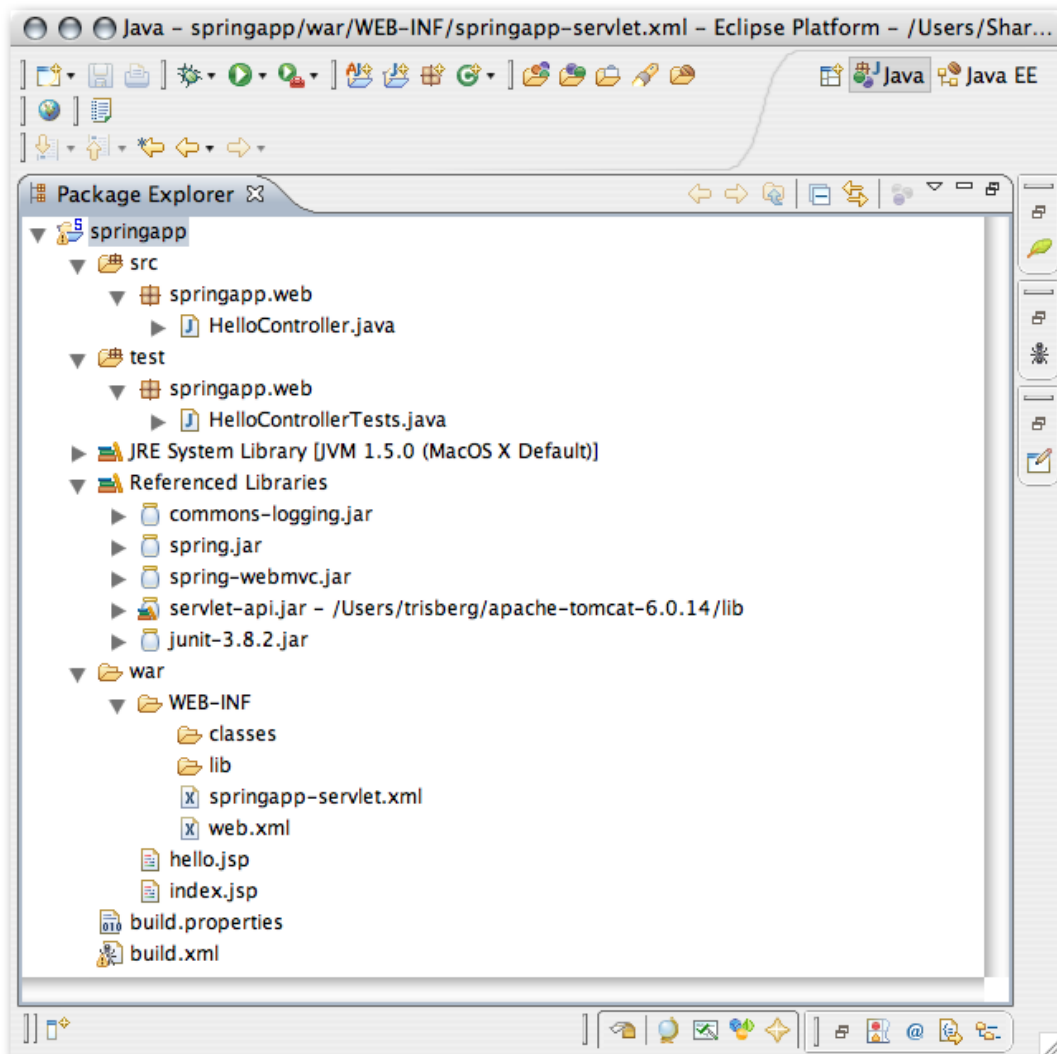 Java – springapp/war/WEB-INF/springapp-servlet.xml – Eclipse Platform – /Users/Shar...
Java Java EE
Package Explorer
springapp
src
springapp.web
HelloController.java
test
springapp.web
HelloControllerTests.java
JRE System Library [JVM 1.5.0 (MacOS X Default)]
Referenced Libraries
commons-logging.jar
spring.jar
spring-webmvc.jar
servlet-api.jar – /Users/trisberg/apache-tomcat-6.0.14/lib
junit-3.8.2.jar
war
WEB-INF
classes
lib
springapp-servlet.xml
web.xml
hello.jsp
index.jsp
build.properties
build.xml